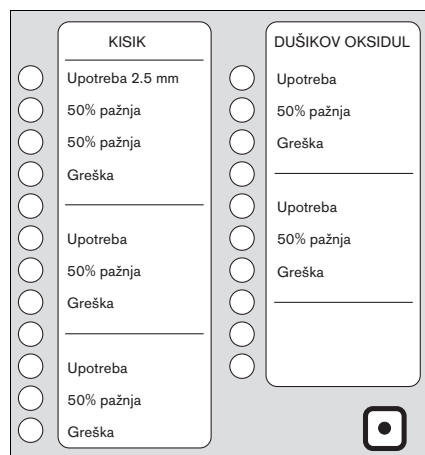 KISIK
Upotreba 2.5 mm
50% pažnja
50% pažnja
Greška
Upotreba
50% pažnja
Greška
Upotreba
50% pažnja
Greška
DUŠIKOV OKSIDUL
Upotreba
50% pažnja
Greška
Upotreba
50% pažnja
Greška